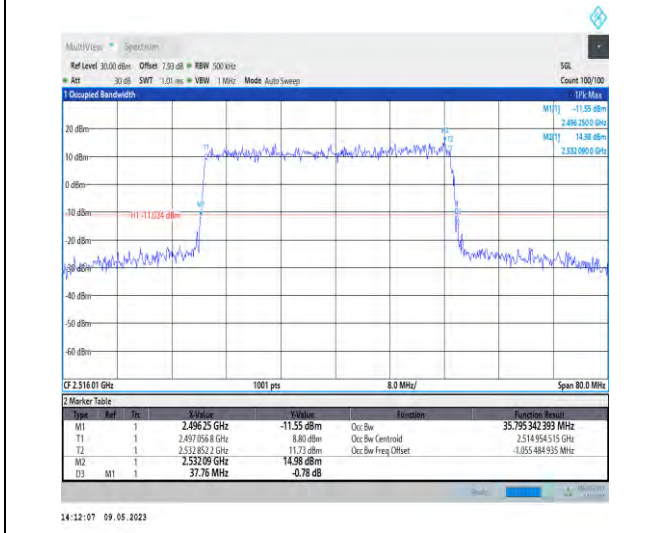 MultiView Spectrum
Ref Level 30.00 dBm Offset 7.93 dB RBW 500 kHz SGL
Att 30 dB SWT 1.01 ms VBW 1 MHz Mode Auto Sweep Count 100/100
1 Occupied Bandwidth 1Pk Max
M1[1] -11.55 dBm
2.496 2500 GHz
M2[1] 14.98 dBm
2.532 0900 GHz
20 dBm
T1
T2
10 dBm
0 dBm
-10 dBm
H1 -11.024 dBm
-20 dBm
-30 dBm
-40 dBm
-50 dBm
-60 dBm
CF 2.516 01 GHz 1001 pts 8.0 MHz/ Span 80.0 MHz
2 Marker Table
Type Ref Trc X-Value Y-Value Function Function Result
M1 1 2.496 25 GHz -11.55 dBm Occ Bw 35.795 342 393 MHz
T1 1 2.497 056 8 GHz 8.80 dBm Occ Bw Centroid 2.514 954 515 GHz
T2 1 2.532 852 2 GHz 11.73 dBm Occ Bw Freq Offset -1.055 484 935 MHz
M2 1 2.532 09 GHz 14.98 dBm
D3 M1 1 37.76 MHz -0.78 dB
14:12:07 09.05.2023